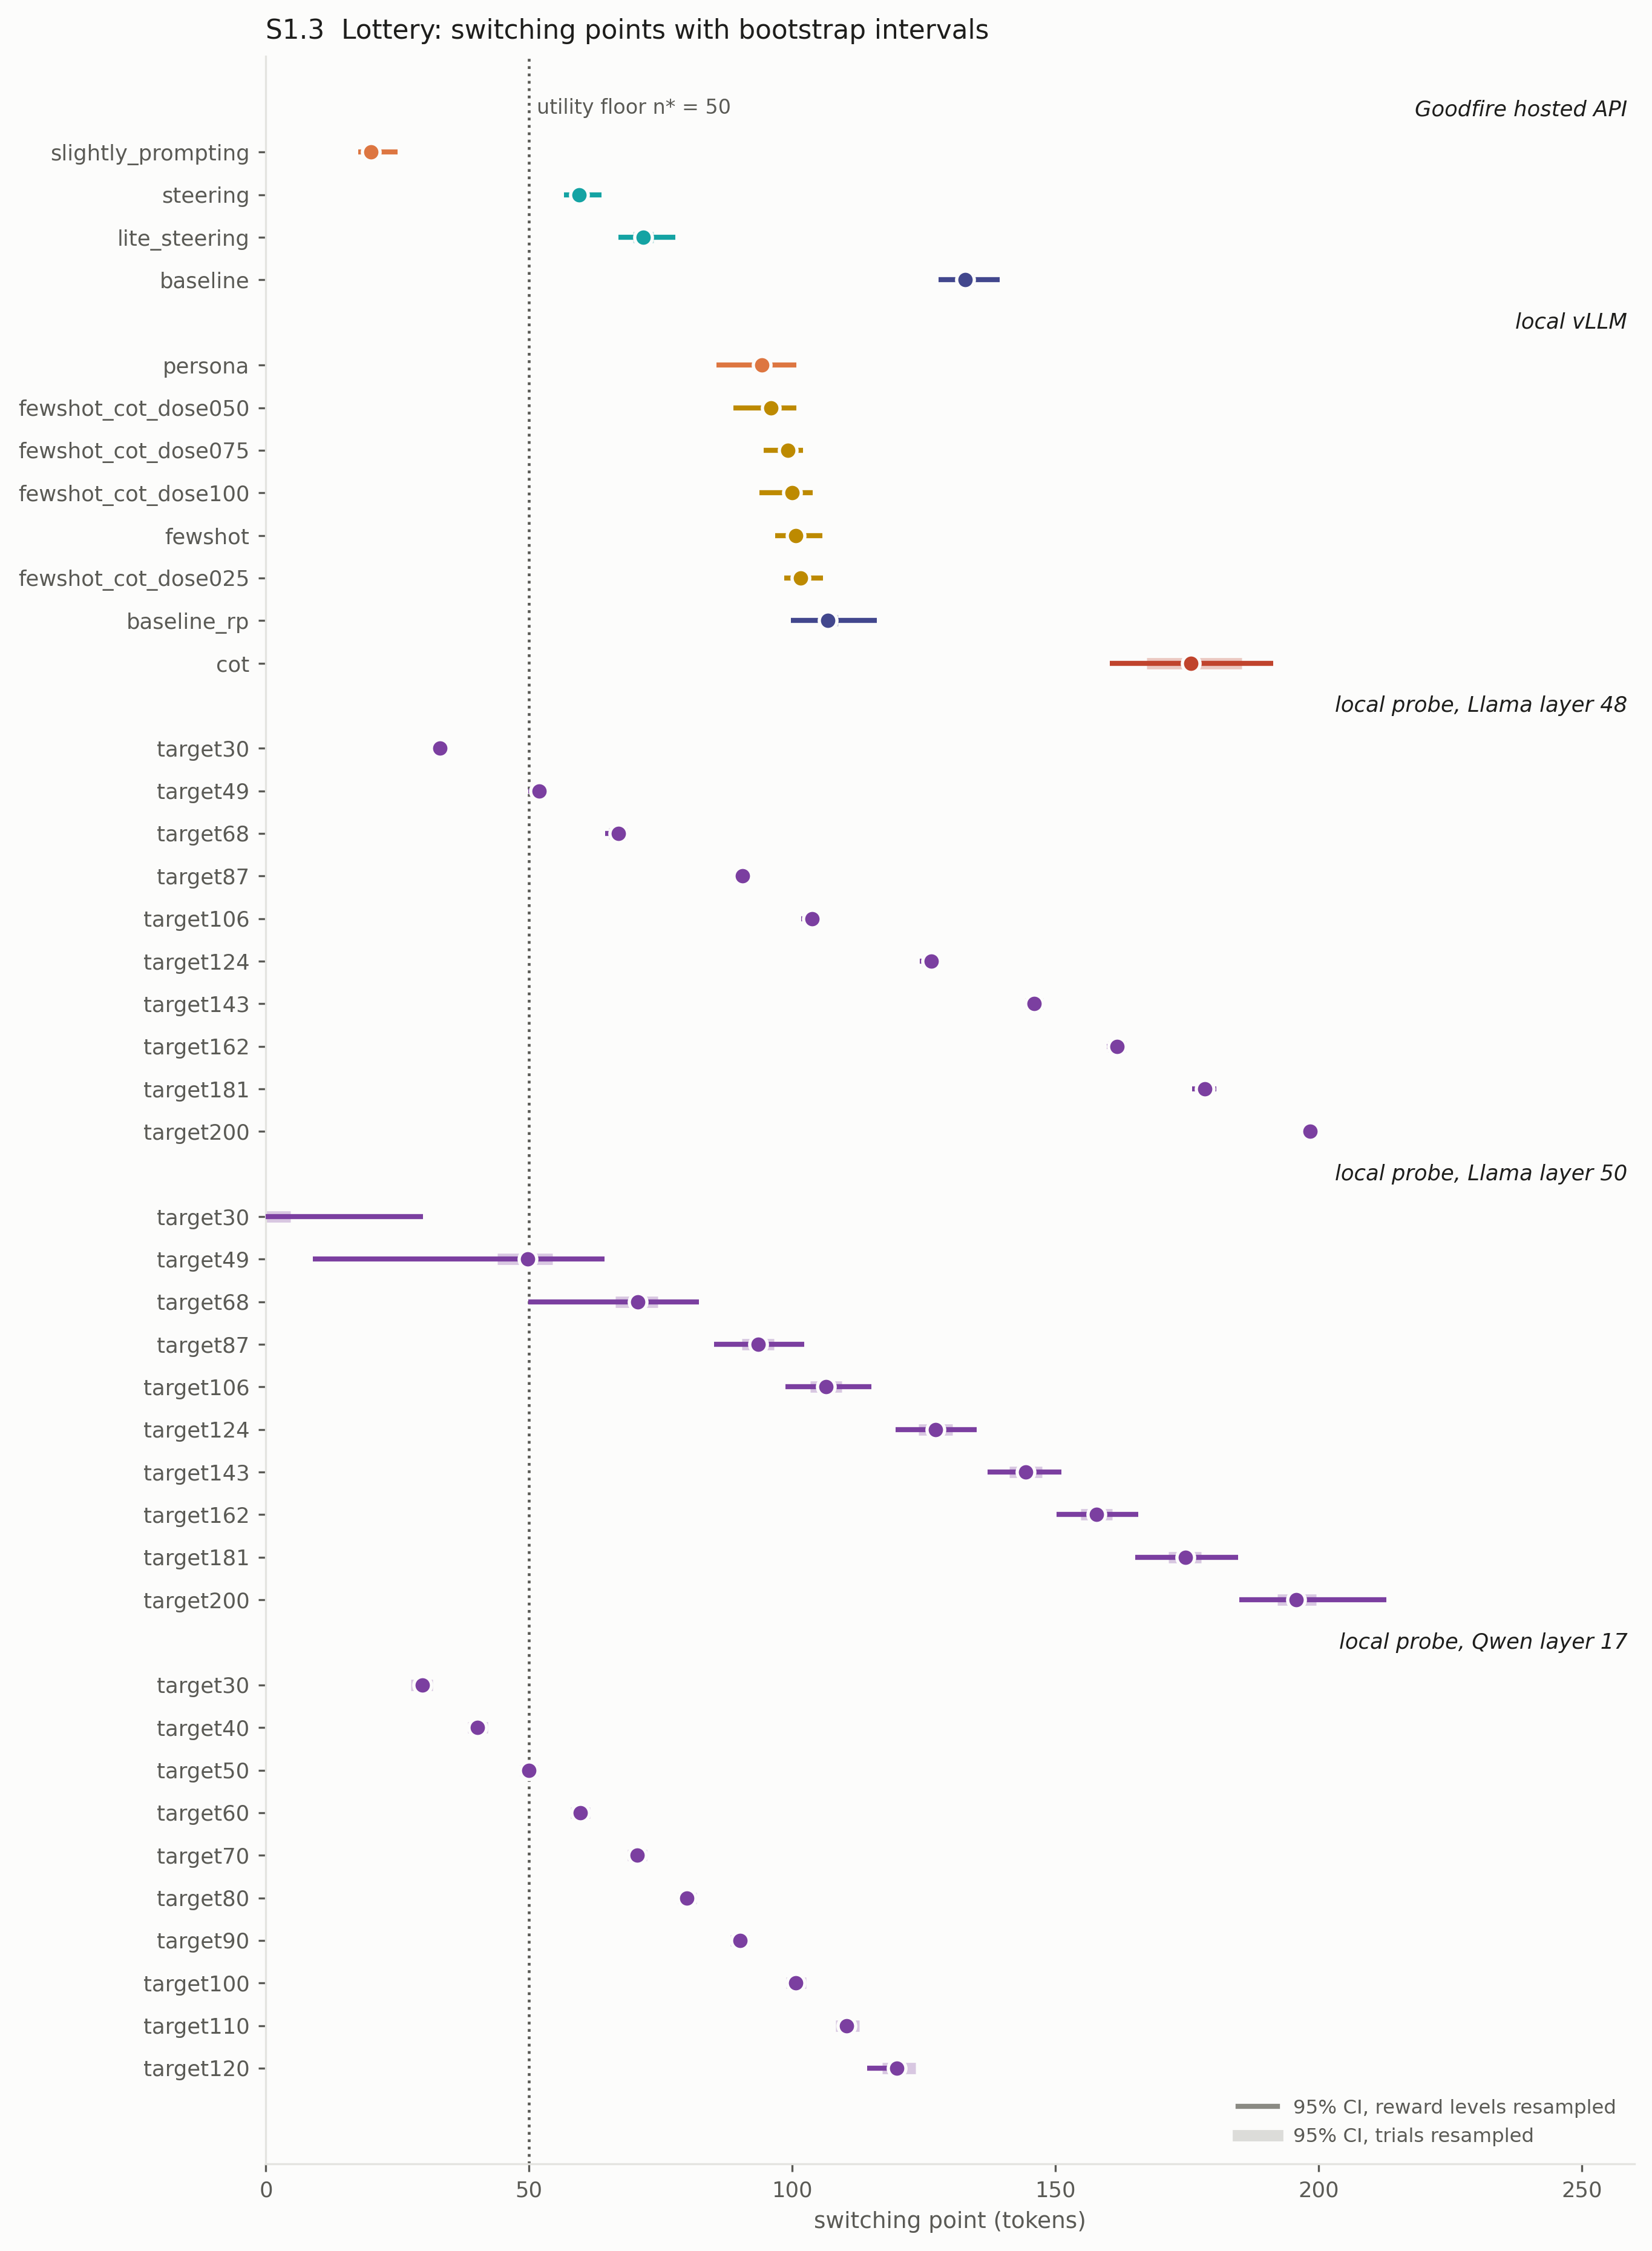 S1.3  Lottery: switching points with bootstrap intervals
utility floor n* = 50
Goodfire hosted API
slightly_prompting
steering
lite_steering
baseline
local vLLM
persona
fewshot_cot_dose050
fewshot_cot_dose075
fewshot_cot_dose100
fewshot
fewshot_cot_dose025
baseline_rp
cot
local probe, Llama layer 48
target30
target49
target68
target87
target106
target124
target143
target162
target181
target200
local probe, Llama layer 50
target30
target49
target68
target87
target106
target124
target143
target162
target181
target200
local probe, Qwen layer 17
target30
target40
target50
target60
target70
target80
target90
target100
target110
target120
95% CI, reward levels resampled
95% CI, trials resampled
0 50 100 150 200 250
switching point (tokens)